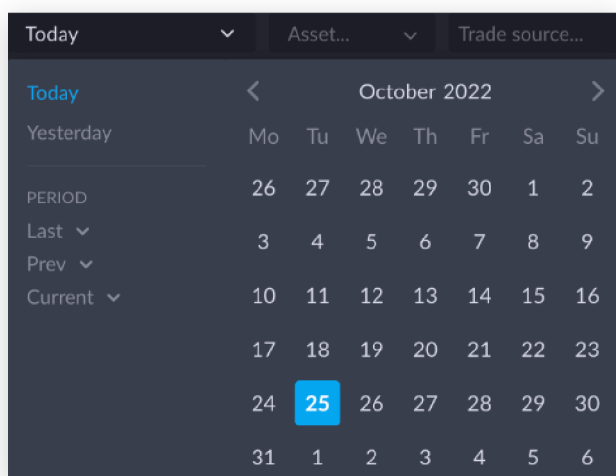 Today Asset... Trade source...
Today
Yesterday
PERIOD
Last
Prev
Current
October 2022
Mo Tu We Th Fr Sa Su
26 27 28 29 30 1 2
3 4 5 6 7 8 9
10 11 12 13 14 15 16
17 18 19 20 21 22 23
24 25 26 27 28 29 30
31 1 2 3 4 5 6